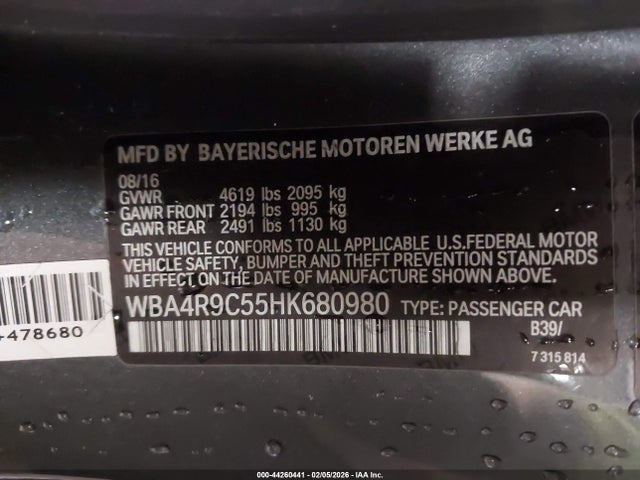 MFD BY BAYERISCHE MOTOREN WERKE AG
08/16
GVWR 4619 lbs 2095 kg
GAWR FRONT 2194 lbs 995 kg
GAWR REAR 2491 lbs 1130 kg
THIS VEHICLE CONFORMS TO ALL APPLICABLE U.S.FEDERAL MOTOR
VEHICLE SAFETY, BUMPER AND THEFT PREVENTION STANDARDS
IN EFFECT ON THE DATE OF MANUFACTURE SHOWN ABOVE.
WBA4R9C55HK680980 TYPE: PASSENGER CAR
B39/
7 315 814
+478680
000-44260441 - 02/05/2026 - IAA Inc.